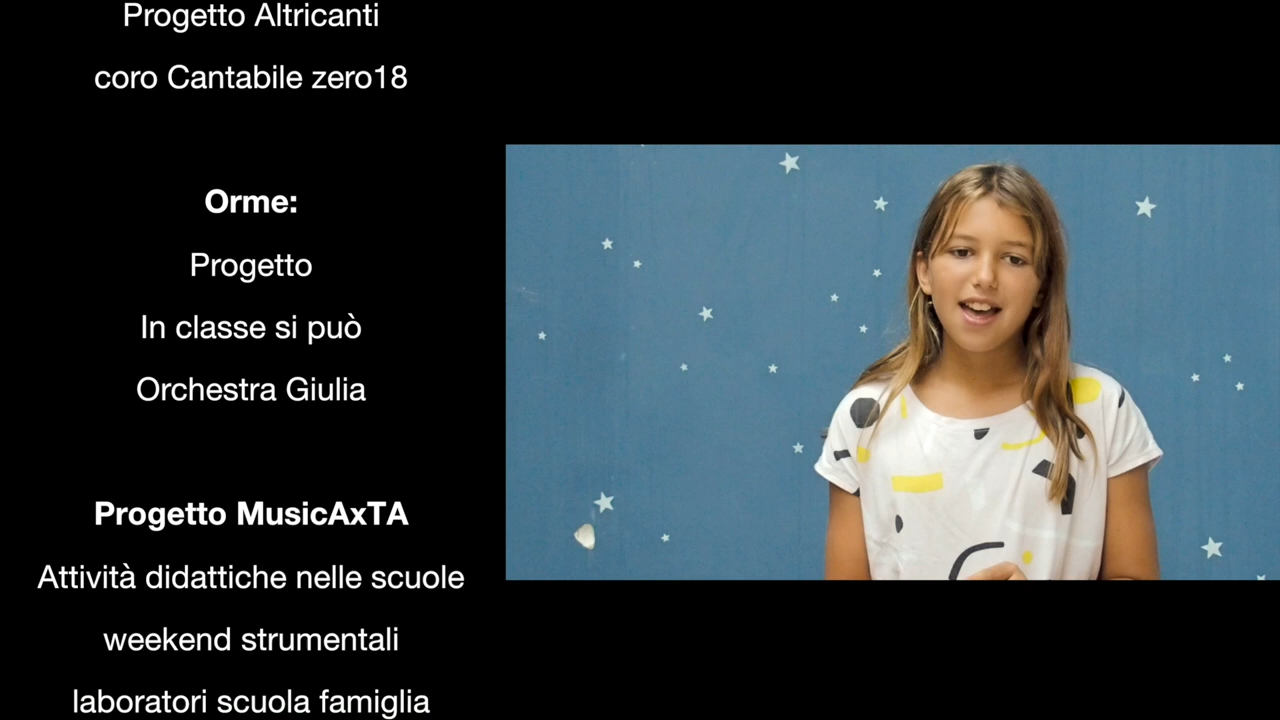 Progetto Altricanti
coro Cantabile zero18
Orme:
Progetto
In classe si può
Orchestra Giulia
Progetto MusicAxTA
Attività didattiche nelle scuole
weekend strumentali
laboratori scuola famiglia